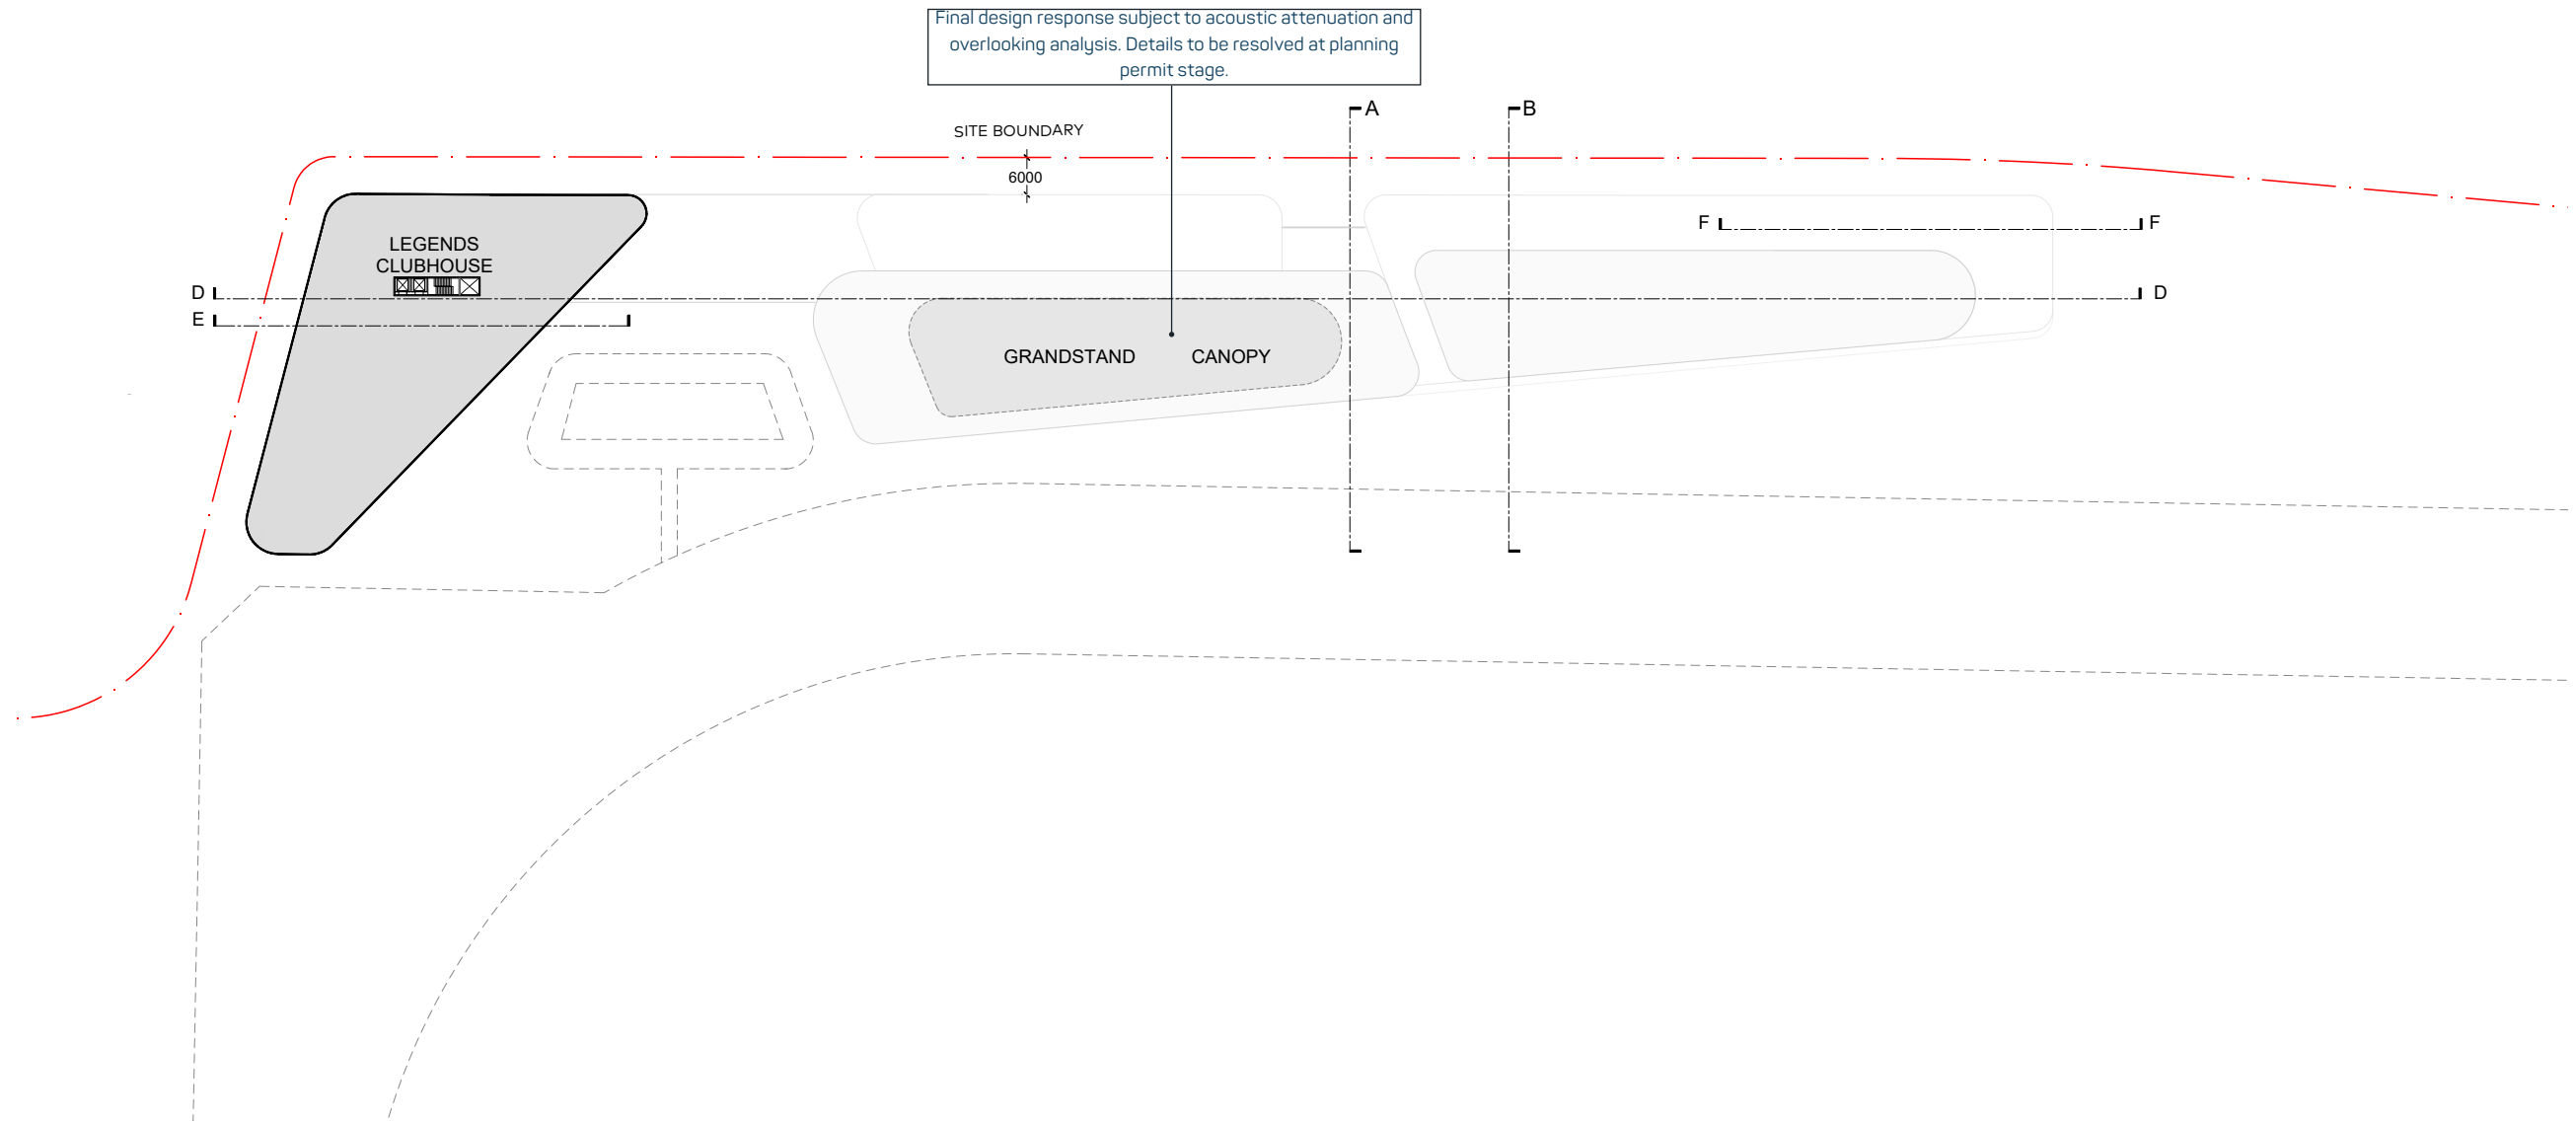 Final design response subject to acoustic attenuation and
overlooking analysis. Details to be resolved at planning
permit stage.
A
B
SITE BOUNDARY
6000
F
F
LEGENDS
CLUBHOUSE
D
D
E
GRANDSTAND CANOPY